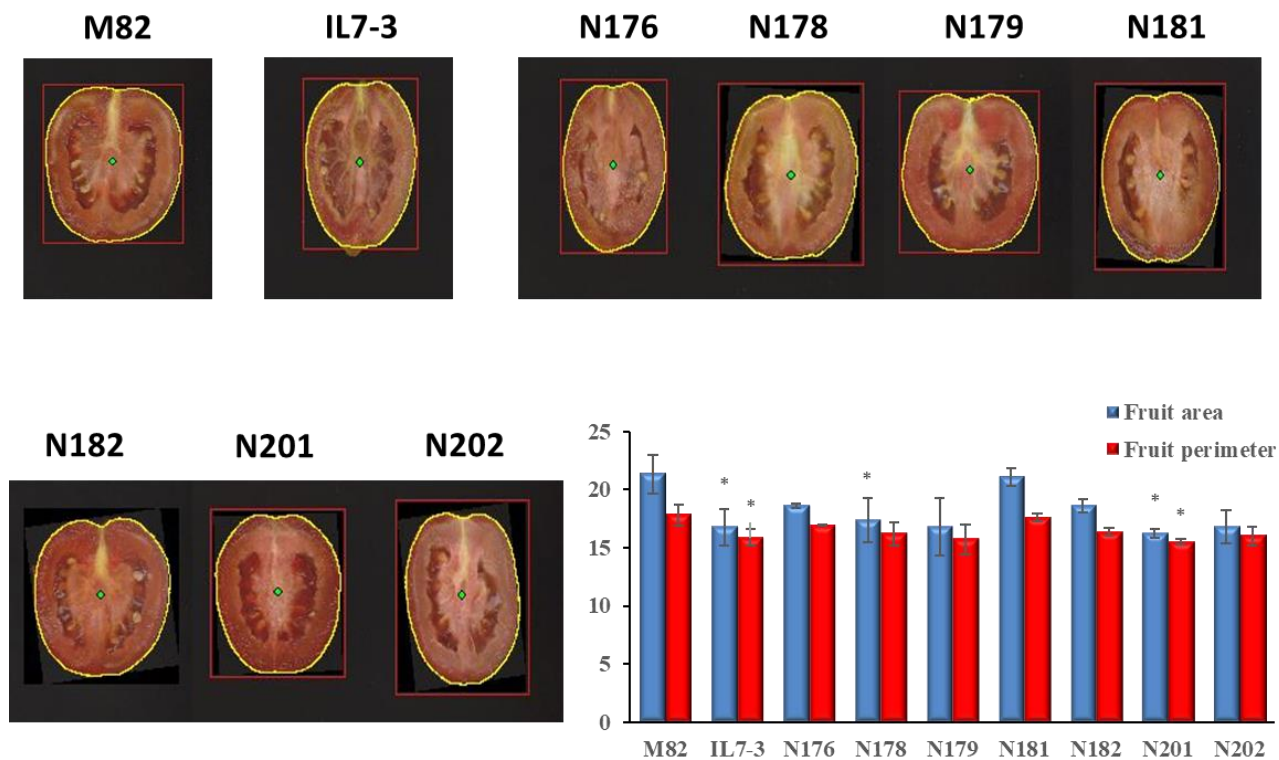 M82 IL7-3 N176 N178 N179 N181
N182 N201 N202
Fruit area
Fruit perimeter
25
20
15
10
5
0
* * * * *
M82 IL7-3 N176 N178 N179 N181 N182 N201 N202